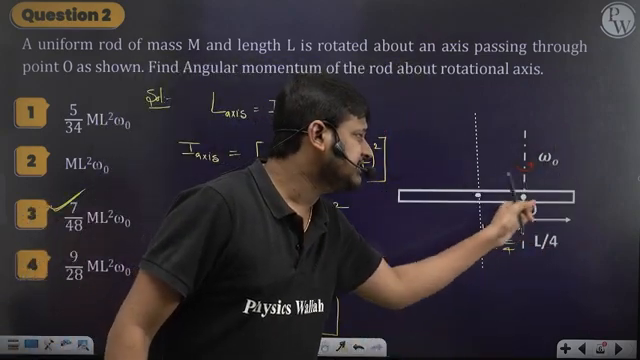 Question 2
PW
A uniform rod of mass M and length L is rotated about an axis passing through
point O as shown. Find Angular momentum of the rod about rotational axis.
1 5/34 ML²ω₀
2 ML²ω₀
3 7/48 ML²ω₀
4 9/28 ML²ω₀
Sol:-
L axis =
I axis = [
ω₀
L/4
Physics Wallah